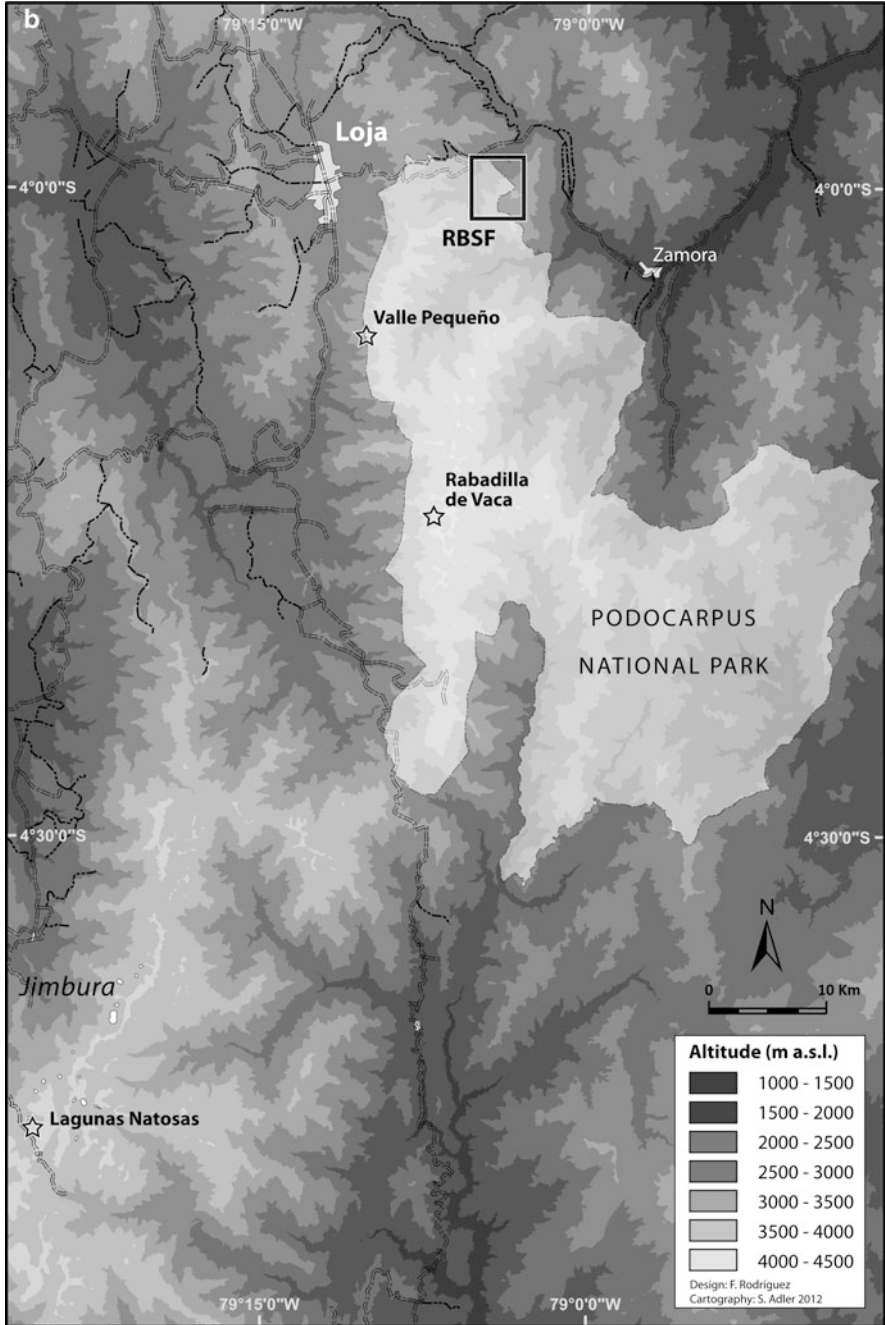 b
79°15'0"W
79°00'0"W
Loja
4°0'0"S
4°0'0"S
RBSF
Zamora
Valle Pequeño
Rabadilla
de Vaca
PODOCARPUS
NATIONAL PARK
4°30'0"S
4°30'0"S
N
0 10 Km
Jimbura
Lagunas Natosas
Altitude (m a.s.l.)
1000 - 1500
1500 - 2000
2000 - 2500
2500 - 3000
3000 - 3500
3500 - 4000
4000 - 4500
Design: F. Rodríguez
Cartography: S. Adler 2012
79°15'0"W
79°00'0"W